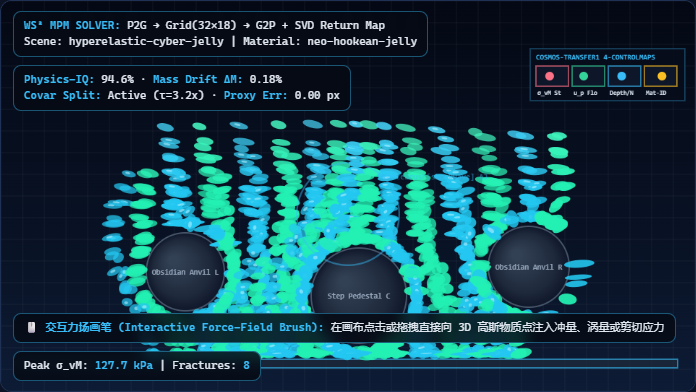 WS⁴ MPM SOLVER: P2G → Grid(32×18) → G2P + SVD Return Map
Scene: hyperelastic-cyber-jelly | Material: neo-hookean-jelly
Physics-IQ: 94.6% · Mass Drift ΔM: 0.18%
Covar Split: Active (τ=3.2x) · Proxy Err: 0.00 px
COSMOS-TRANSFER1 4-CONTROLMAPS
σ_vM St u_p Flo Depth/N Mat-ID
Obsidian Anvil L
Step Pedestal C
Obsidian Anvil R
交互力场画笔 (Interactive Force-Field Brush): 在画布点击或拖拽直接向 3D 高斯物质点注入冲量、涡量或剪切应力
Peak σ_vM: 127.7 kPa | Fractures: 8